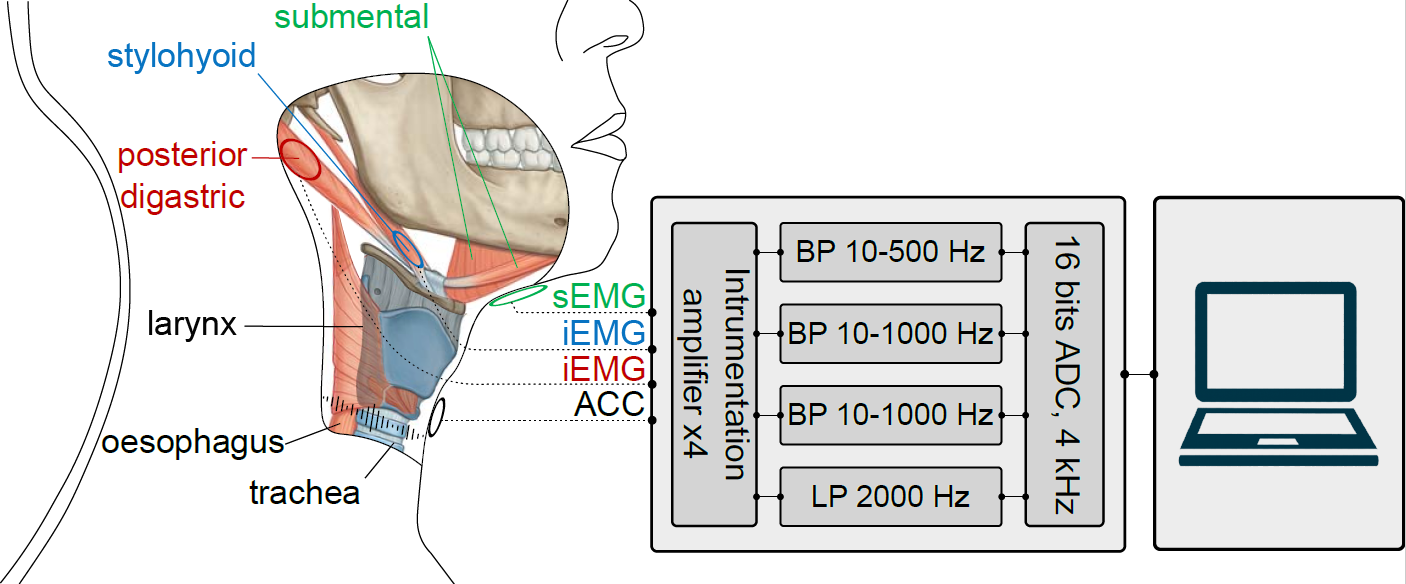 submental
stylohyoid
posterior
digastric
larynx
oesophagus
trachea
sEMG
iEMG
iEMG
ACC
Intrumentation
amplifier x4
BP 10-500 Hz
BP 10-1000 Hz
BP 10-1000 Hz
LP 2000 Hz
16 bits ADC, 4 kHz